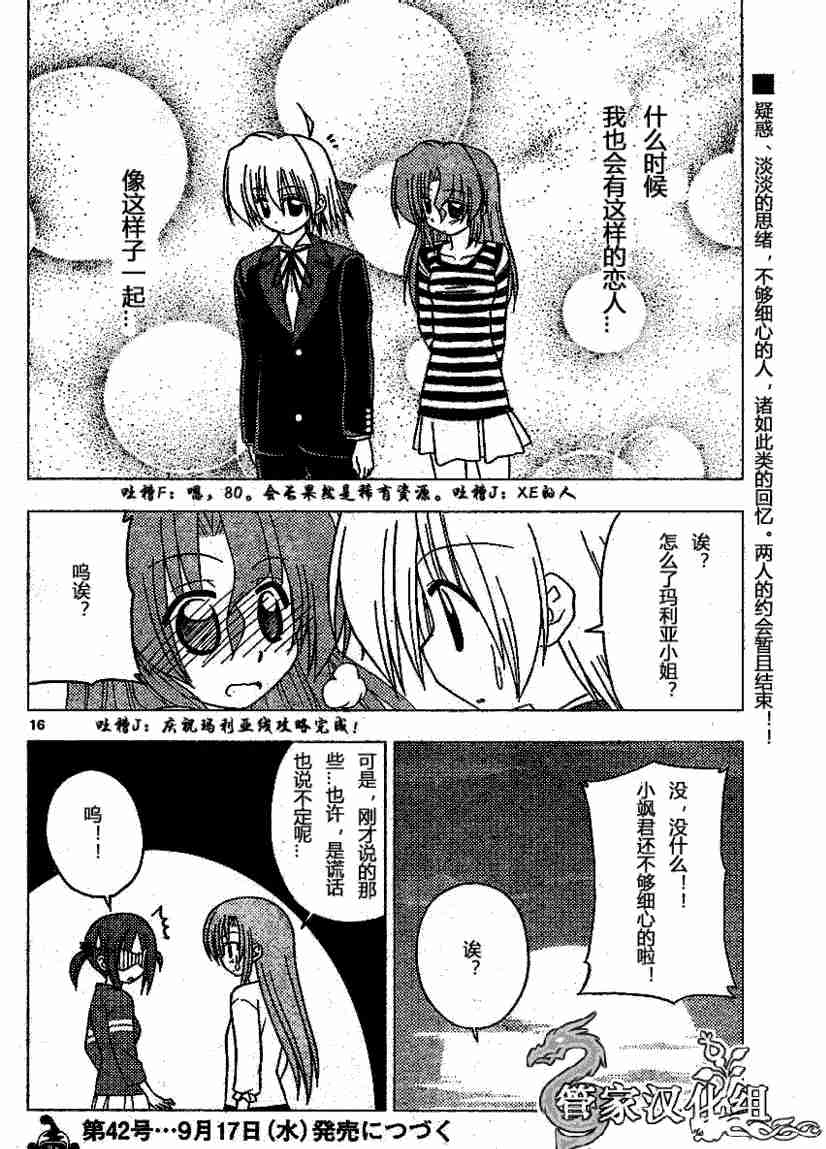 什么时候
我也会有这样的恋人…
像这样子一起…
■疑惑、淡淡的思绪，不够细心的人，诸如此类的回忆。两人的约会暂且结束！！
吐槽F：嗯，80。会长果然是稀有资源。吐槽J：XE的人
诶？
怎么了玛利亚小姐？
呜诶？
16
吐槽J：庆祝玛利亚线攻略完成！
没，没什么！！
小飒君还不够细心的啦！
诶？
可是，刚才说的那
些…也许，是谎话
也说不定呢…
呜！！
管家汉化组
第42号…9月17日（水）発売につづく